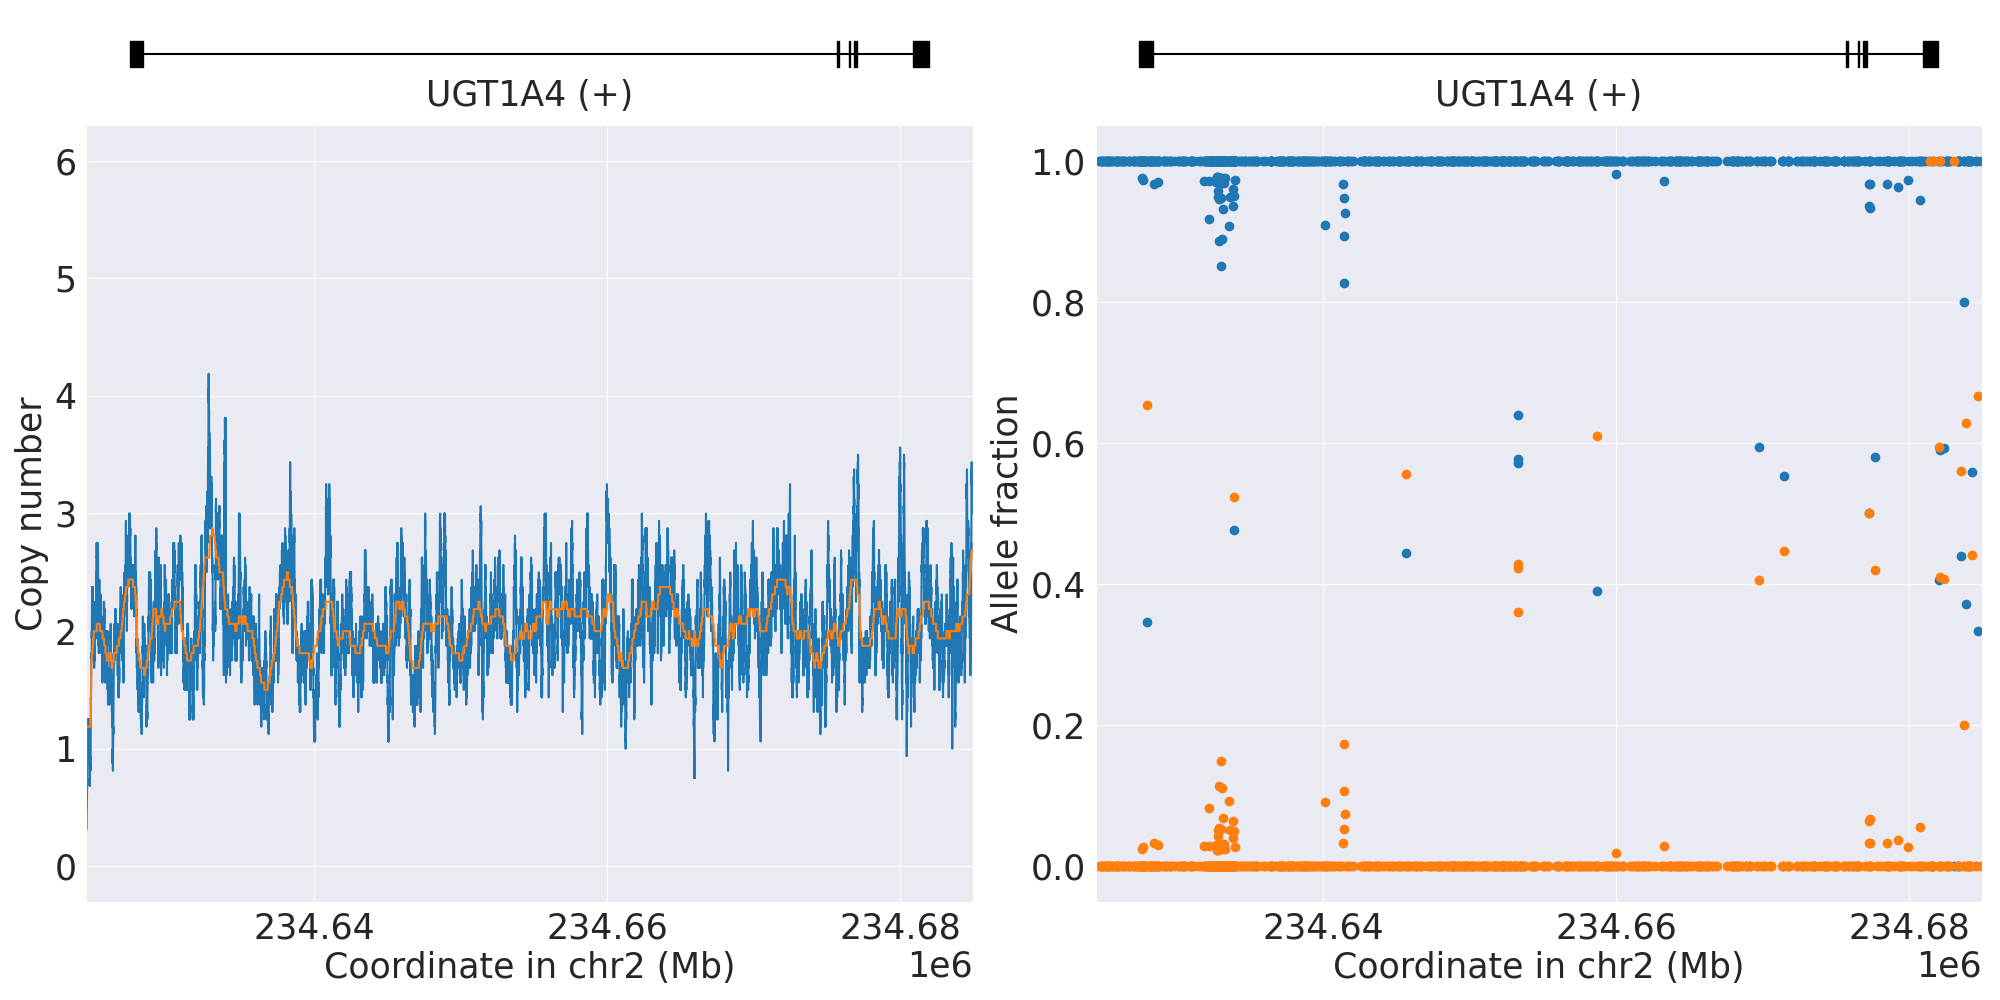 UGT1A4 (+)
6
5
4
3
2
1
0
Copy number
234.64 234.66 234.68
1e6
Coordinate in chr2 (Mb)
UGT1A4 (+)
1.0
0.8
0.6
0.4
0.2
0.0
Allele fraction
234.64 234.66 234.68
1e6
Coordinate in chr2 (Mb)